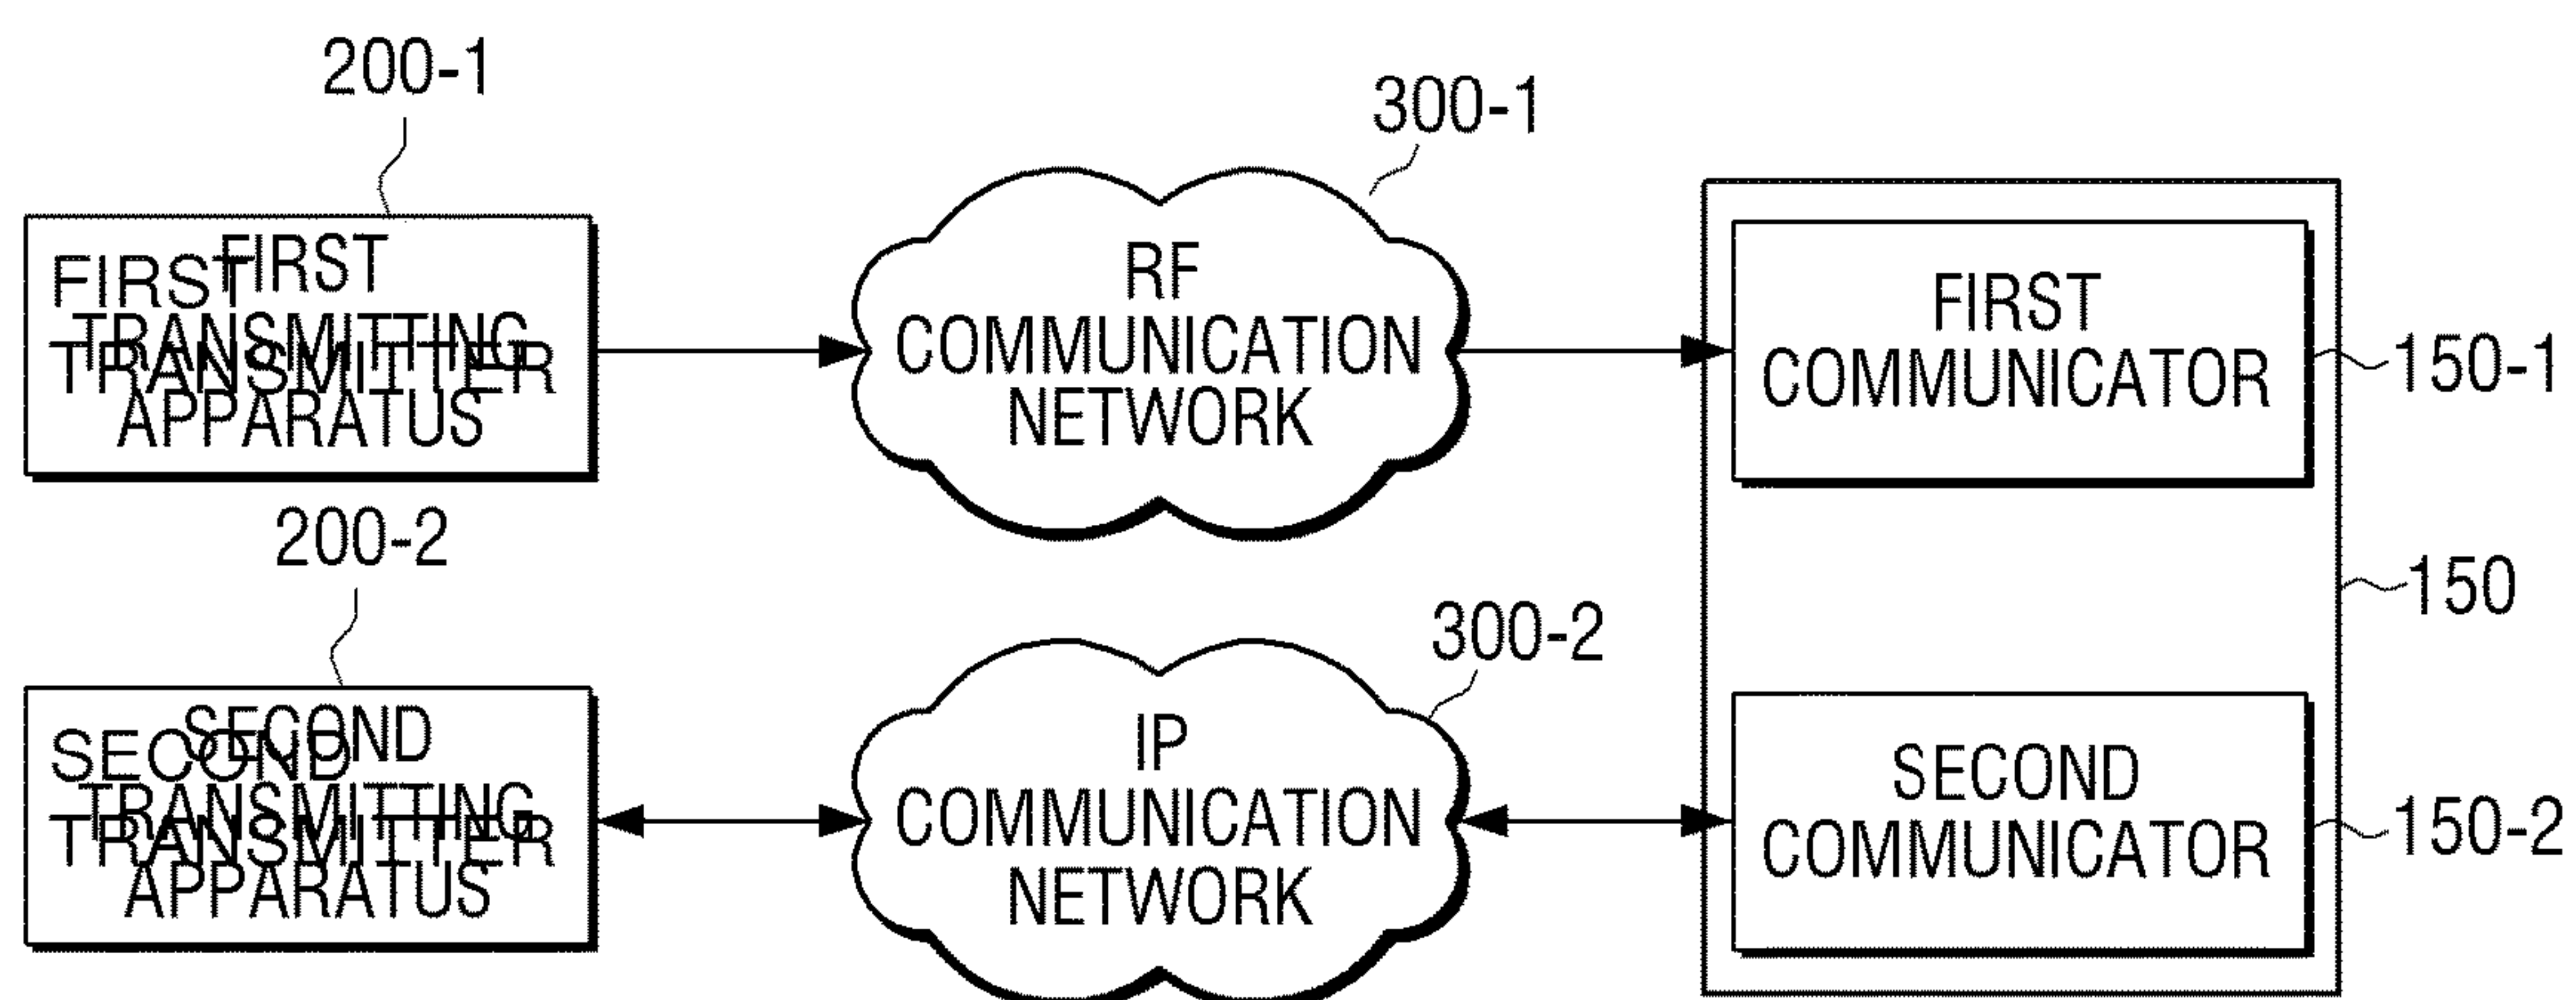 200-1
FIRST
TRANSMITTING
APPARATUS
FIRST
TRANSMITTER
300-1
RF
COMMUNICATION
NETWORK
FIRST
COMMUNICATOR
150-1
150
200-2
SECOND
TRANSMITTING
APPARATUS
SECOND
TRANSMITTER
300-2
IP
COMMUNICATION
NETWORK
SECOND
COMMUNICATOR
150-2